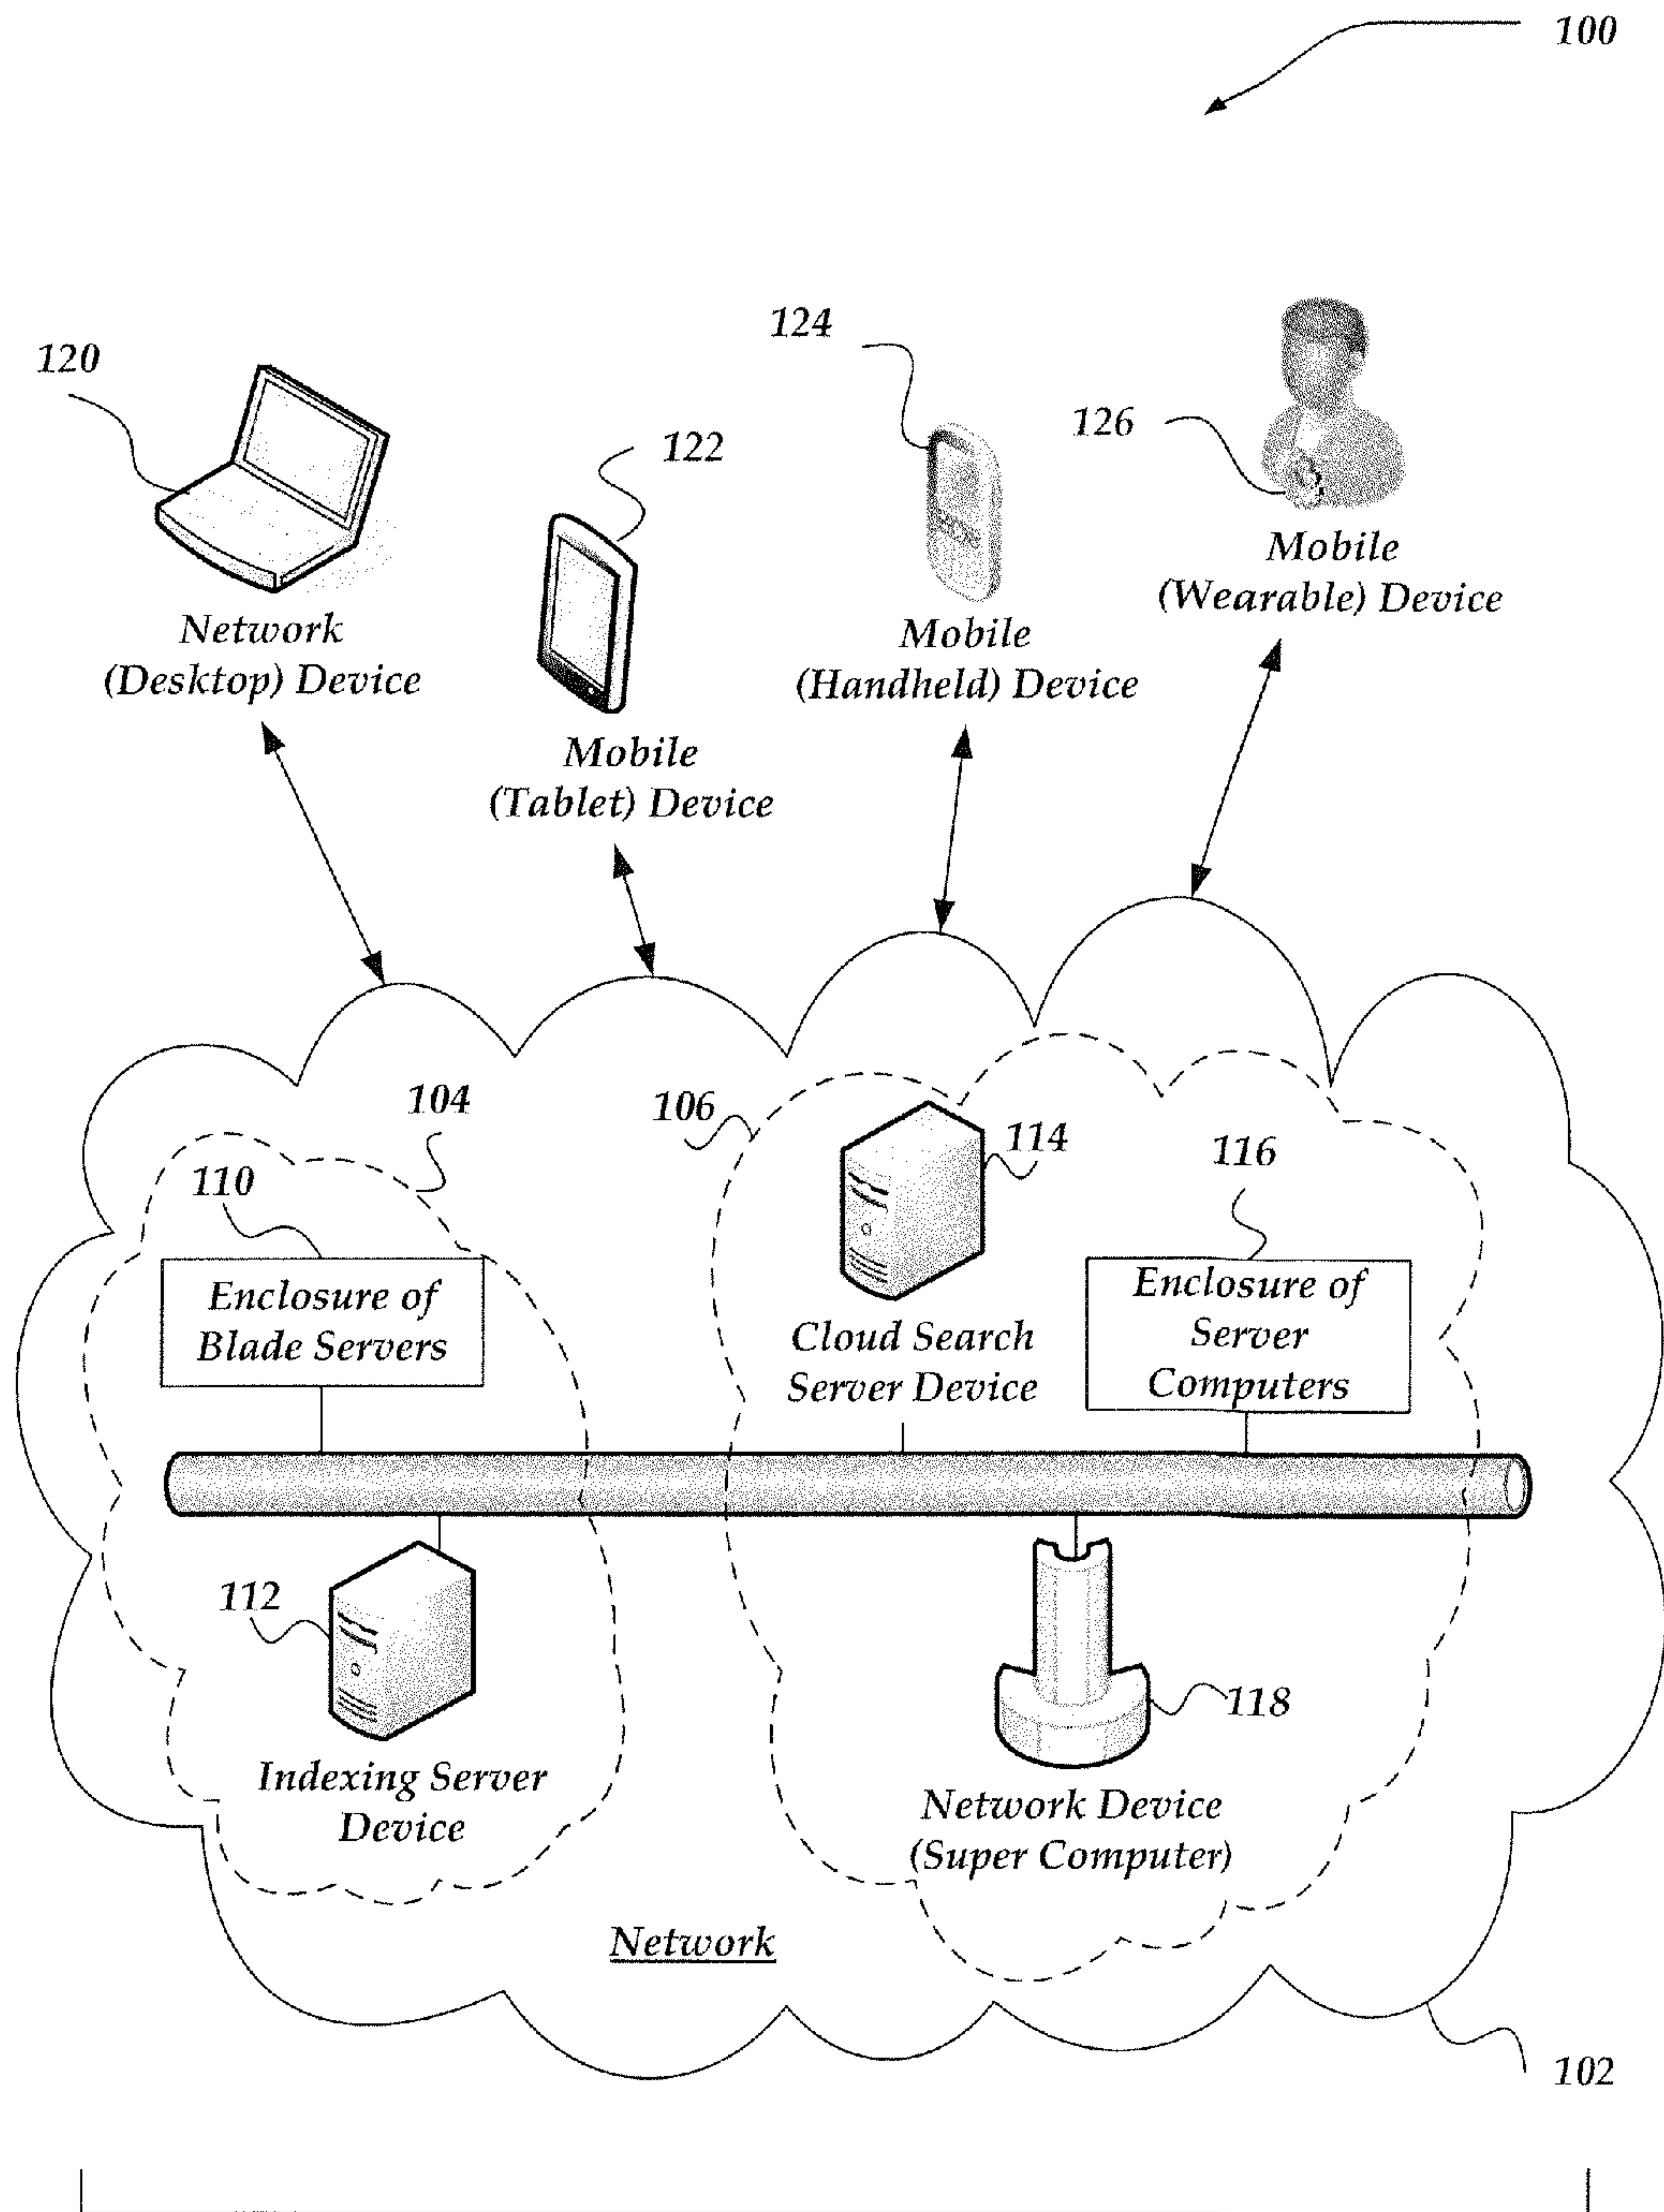 100
124
120
126
122
Mobile
(Wearable) Device
Network
(Desktop) Device
Mobile
(Handheld) Device
Mobile
(Tablet) Device
104
106
114
116
110
Enclosure of
Blade Servers
Enclosure of
Server
Computers
Cloud Search
Server Device
112
118
Indexing Server
Device
Network Device
(Super Computer)
Network
102